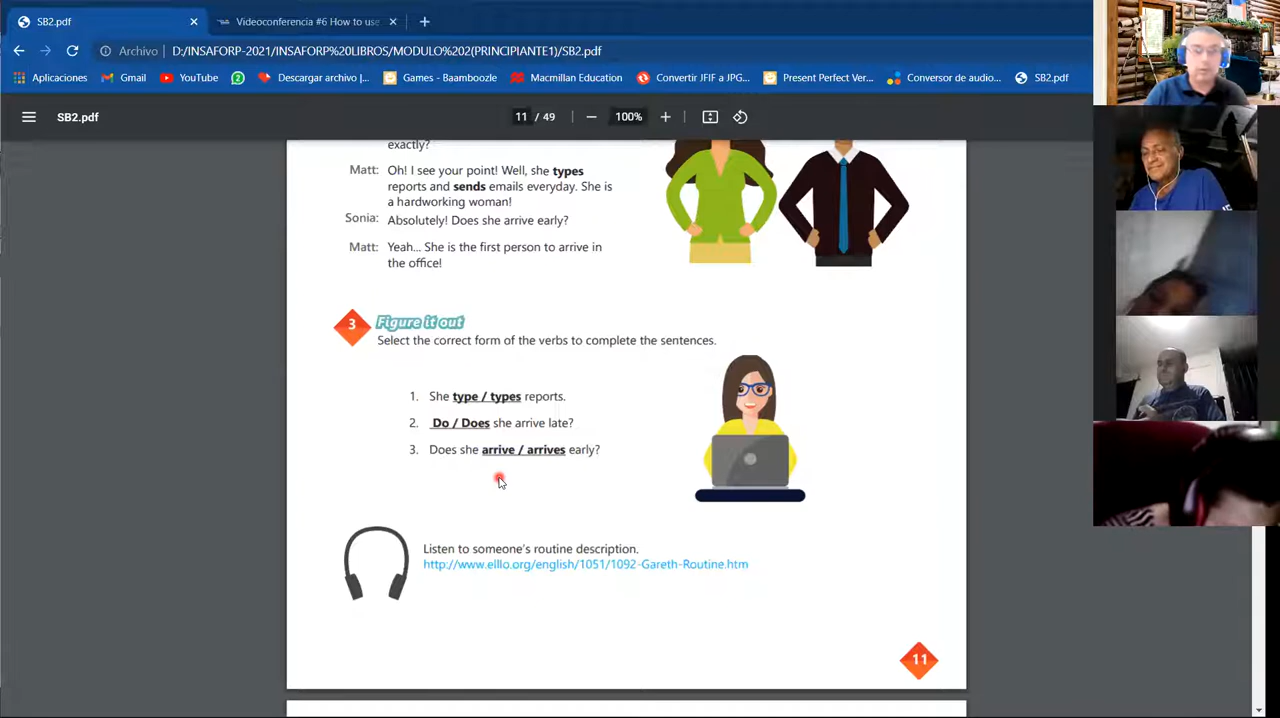 SB2.pdf
Videoconferencia #6 How to use
Archivo D:/INSAFORP-2021/INSAFORP%20LIBROS/MODULO%202(PRINCIPIANTE1)/SB2.pdf
Aplicaciones Gmail YouTube Descargar archivo |... Games - Educaplay Macmillan Education Convertir JFIF a JPG... Present Perfect Ver... Conversor de audio... SB2.pdf
SB2.pdf 11 / 49 100%
exactly?
Matt: Oh! I see your point! Well, she types
reports and sends emails everyday. She is
a hardworking woman!
Sonia: Absolutely! Does she arrive early?
Matt: Yeah... She is the first person to arrive in
the office!
3 Figure it out
Select the correct form of the verbs to complete the sentences.
1. She type / types reports.
2. Do / Does she arrive late?
3. Does she arrive / arrives early?
Listen to someone's routine description.
http://www.elllo.org/english/1051/1092-Gareth-Routine.htm
11